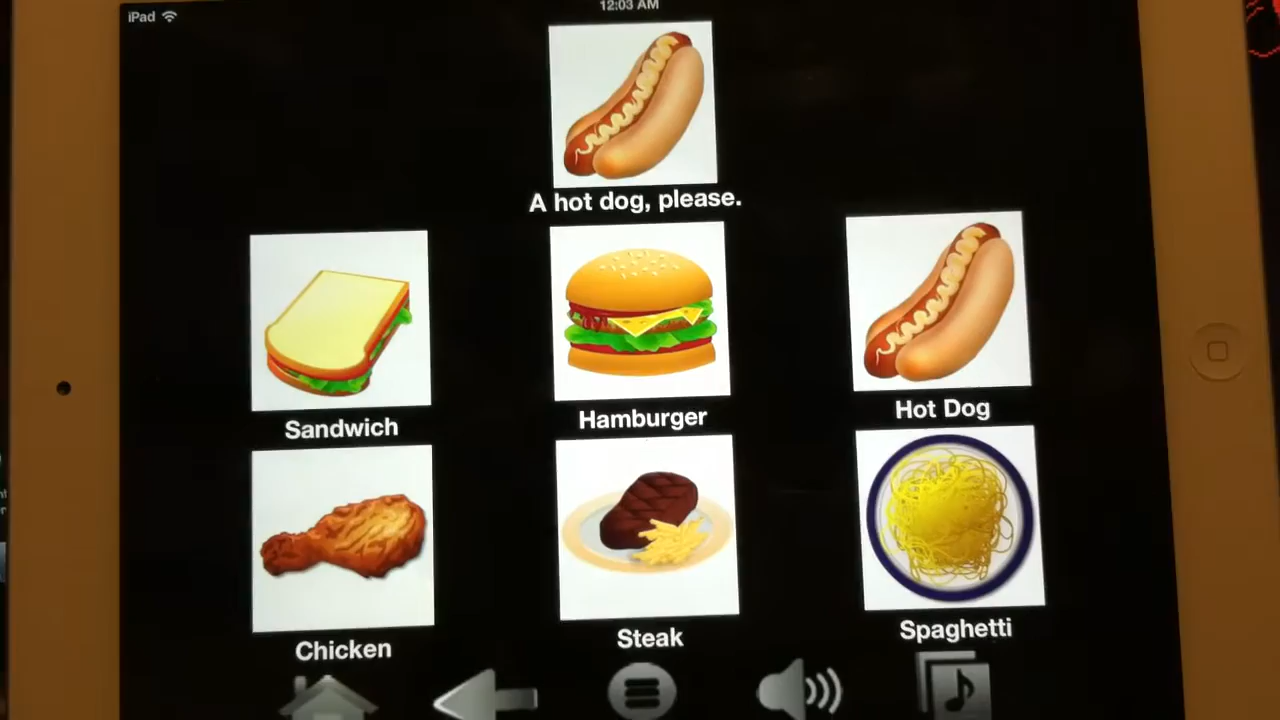 iPad
12:03 AM
A hot dog, please.
Sandwich
Hamburger
Hot Dog
Chicken
Steak
Spaghetti